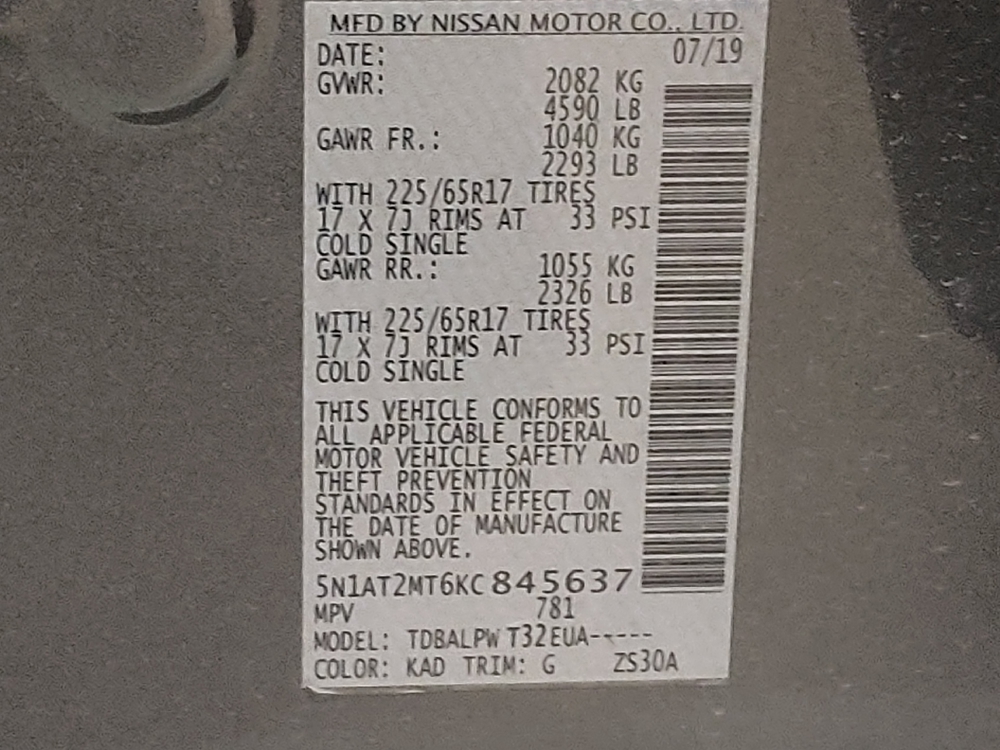 MFD BY NISSAN MOTOR CO., LTD.
DATE: 07/19
GVWR: 2082 KG
4590 LB
GAWR FR.: 1040 KG
2293 LB
WITH 225/65R17 TIRES
17 X 7J RIMS AT 33 PSI
COLD SINGLE
GAWR RR.: 1055 KG
2326 LB
WITH 225/65R17 TIRES
17 X 7J RIMS AT 33 PSI
COLD SINGLE
THIS VEHICLE CONFORMS TO
ALL APPLICABLE FEDERAL
MOTOR VEHICLE SAFETY AND
THEFT PREVENTION
STANDARDS IN EFFECT ON
THE DATE OF MANUFACTURE
SHOWN ABOVE.
5N1AT2MT6KC845637
MPV 781
MODEL: TDBALPW T32EUA-----
COLOR: KAD TRIM: G ZS30A